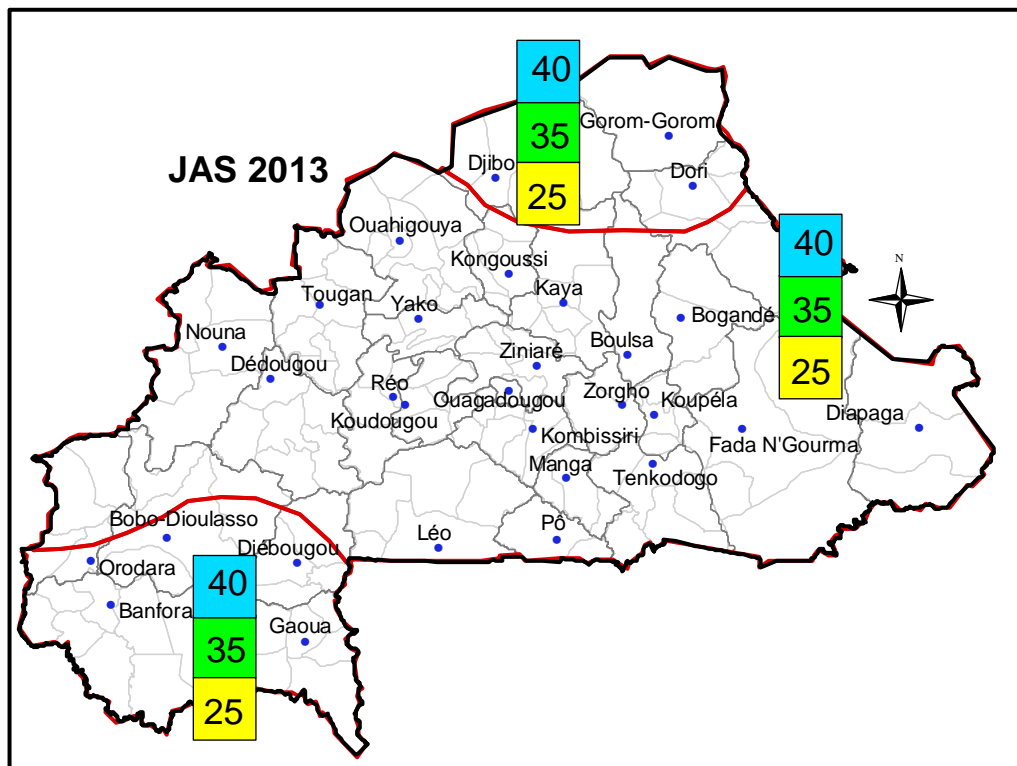 40
35
25
Gorom-Gorom
Djibo
Dori
JAS 2013
Ouahigouya
40
35
25
N
Kongoussi
Kaya
Tougan
Yako
Bogandé
Nouna
Boulsa
Ziniaré
Dédougou
Réo
Ouagadougou
Zorgho
Koupéla
Koudougou
Diapaga
Kombissiri
Fada N'Gourma
Manga
Tenkodogo
Bobo-Dioulasso
Léo
Pô
Diébougou
Orodara
40
35
25
Banfora
Gaoua